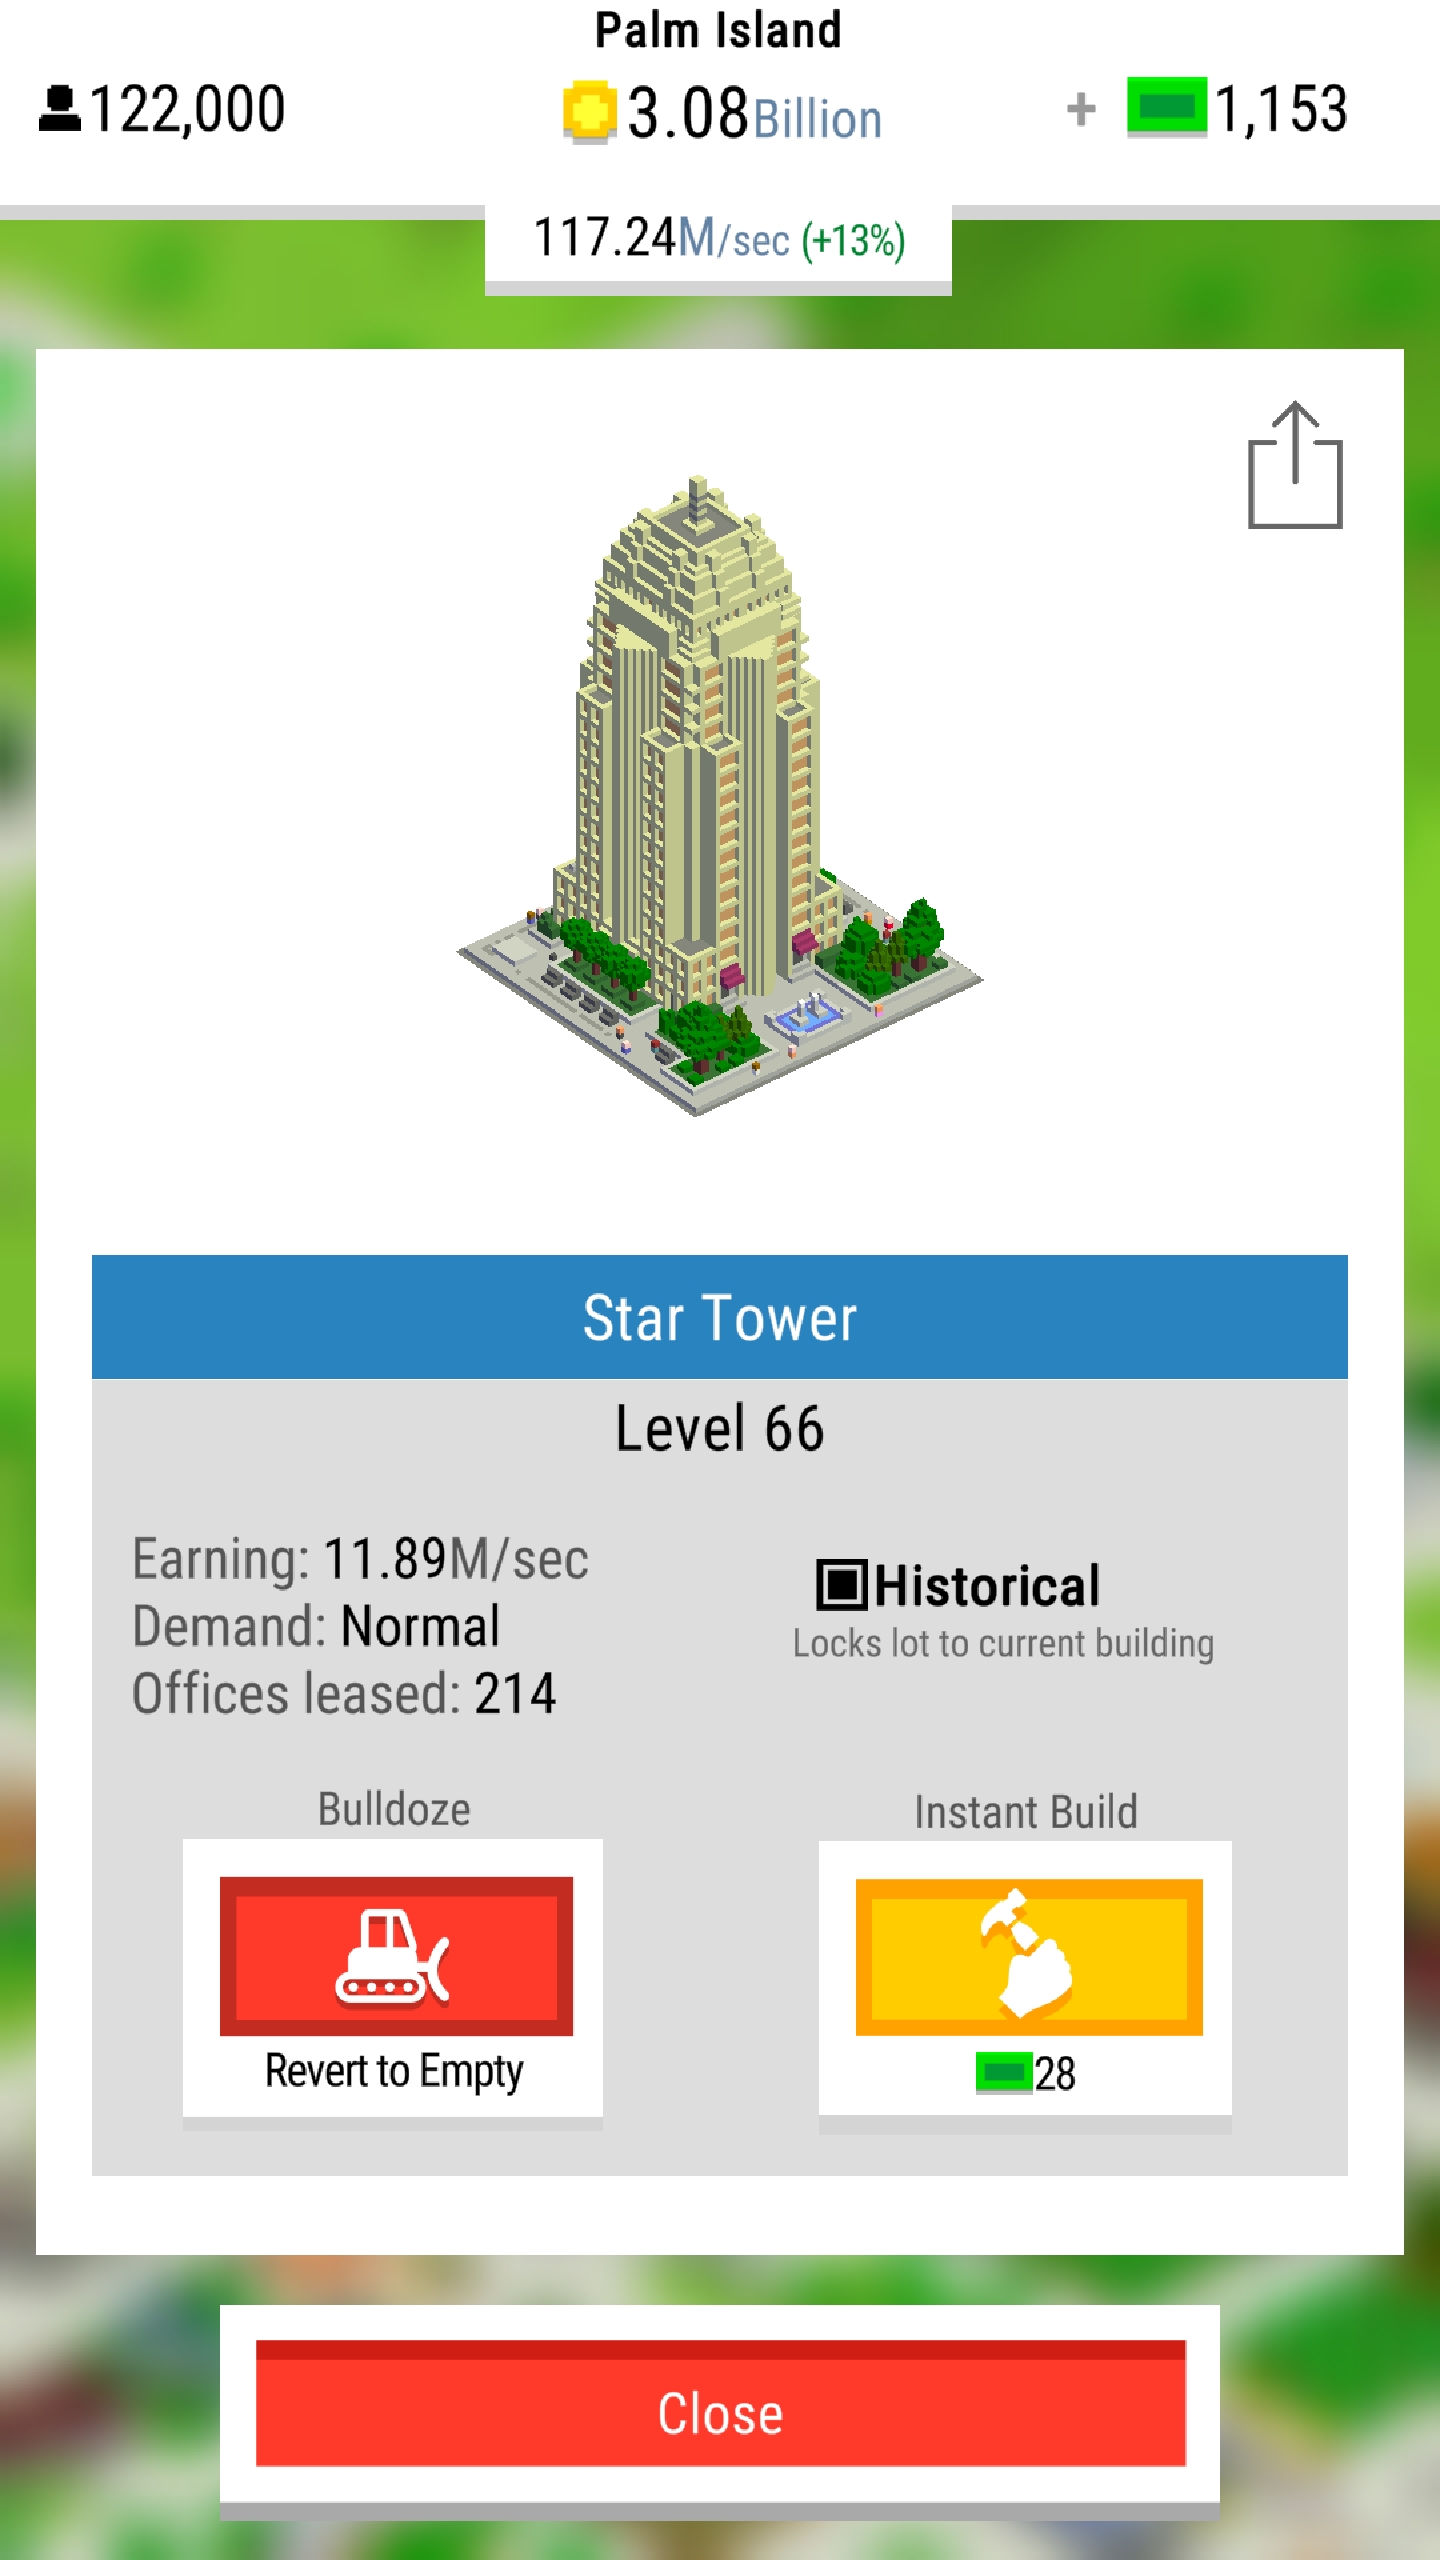 Palm Island
122,000
3.08Billion
+ 1,153
117.24M/sec (+13%)
Star Tower
Level 66
Earning: 11.89M/sec
Demand: Normal
Offices leased: 214
Historical
Locks lot to current building
Bulldoze
Revert to Empty
Instant Build
28
Close